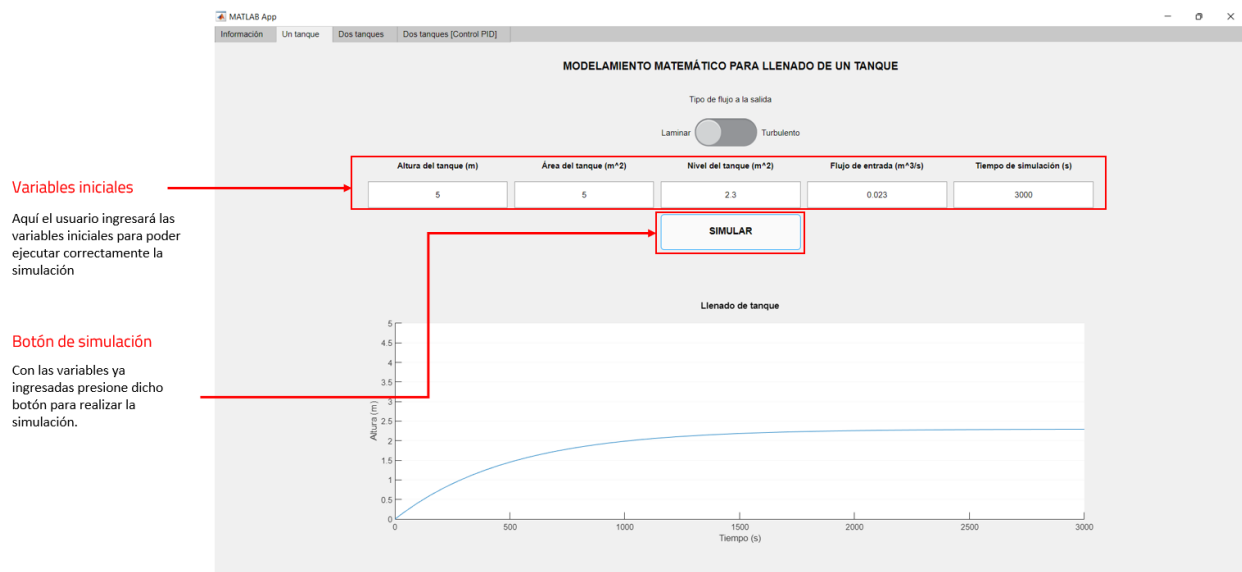 MATLAB App
Información Un tanque Dos tanques Dos tanques [Control PID]
MODELAMIENTO MATEMÁTICO PARA LLENADO DE UN TANQUE
Tipo de flujo a la salida
Laminar Turbulento
Altura del tanque (m) Área del tanque (m^2) Nivel del tanque (m^2) Flujo de entrada (m^3/s) Tiempo de simulación (s)
5 5 2.3 0.023 3000
SIMULAR
Variables iniciales
Aquí el usuario ingresará las
variables iniciales para poder
ejecutar correctamente la
simulación
Botón de simulación
Con las variables ya
ingresadas presione dicho
botón para realizar la
simulación.
Llenado de tanque
5
4.5
4
3.5
3
2.5
2
1.5
1
0.5
0
Altura (m)
0 500 1000 1500 2000 2500 3000
Tiempo (s)